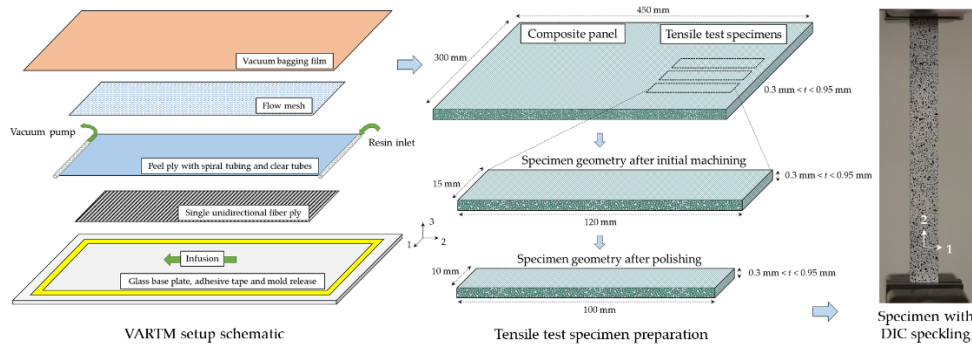 Vacuum bagging film
Flow mesh
Vacuum pump
Resin inlet
Peel ply with spiral tubing and clear tubes
Single unidirectional fiber ply
3
1
2
Infusion
Glass base plate, adhesive tape and mold release
VARTM setup schematic
450 mm
Composite panel
Tensile test specimens
300 mm
0.3 mm < t < 0.95 mm
Specimen geometry after initial machining
15 mm
0.3 mm < t < 0.95 mm
120 mm
Specimen geometry after polishing
10 mm
0.3 mm < t < 0.95 mm
100 mm
Tensile test specimen preparation
2
1
Specimen with
DIC speckling